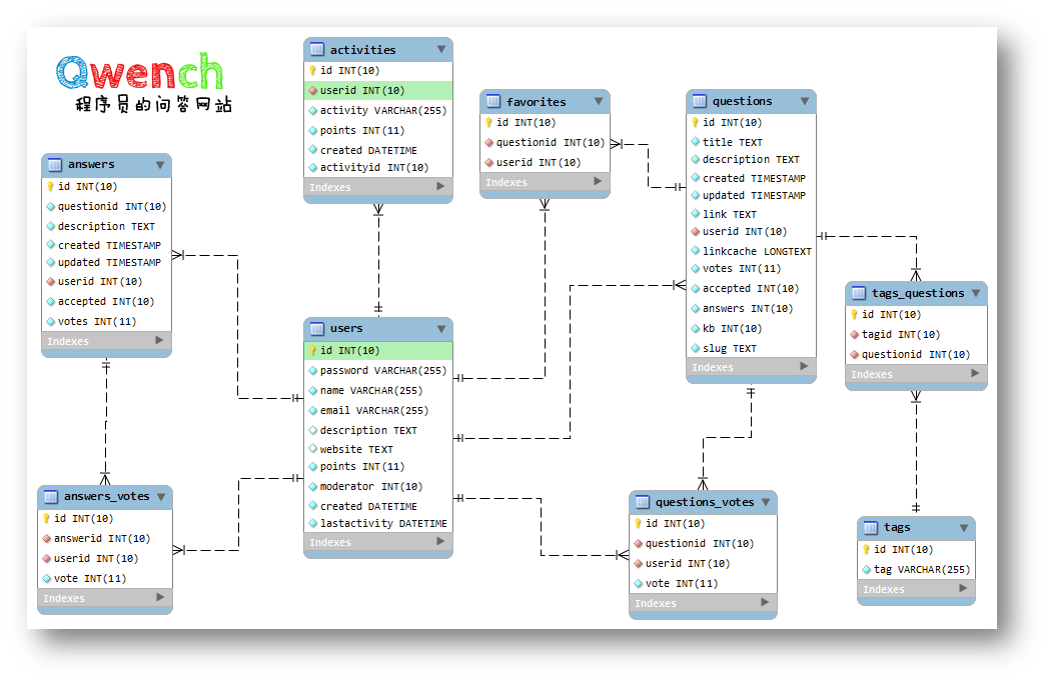 Qwench
程序员的问答网站
activities
id INT(10)
userid INT(10)
activity VARCHAR(255)
points INT(11)
created DATETIME
activityid INT(10)
Indexes
favorites
id INT(10)
questionid INT(10)
userid INT(10)
Indexes
questions
id INT(10)
title TEXT
description TEXT
created TIMESTAMP
updated TIMESTAMP
link TEXT
userid INT(10)
linkcache LONGTEXT
votes INT(11)
accepted INT(10)
answers INT(10)
kb INT(10)
slug TEXT
Indexes
answers
id INT(10)
questionid INT(10)
description TEXT
created TIMESTAMP
updated TIMESTAMP
userid INT(10)
accepted INT(10)
votes INT(11)
Indexes
users
id INT(10)
password VARCHAR(255)
name VARCHAR(255)
email VARCHAR(255)
description TEXT
website TEXT
points INT(11)
moderator INT(10)
created DATETIME
lastactivity DATETIME
Indexes
tags_questions
id INT(10)
tagid INT(10)
questionid INT(10)
Indexes
answers_votes
id INT(10)
answerid INT(10)
userid INT(10)
vote INT(11)
Indexes
questions_votes
id INT(10)
questionid INT(10)
userid INT(10)
vote INT(11)
Indexes
tags
id INT(10)
tag VARCHAR(255)
Indexes